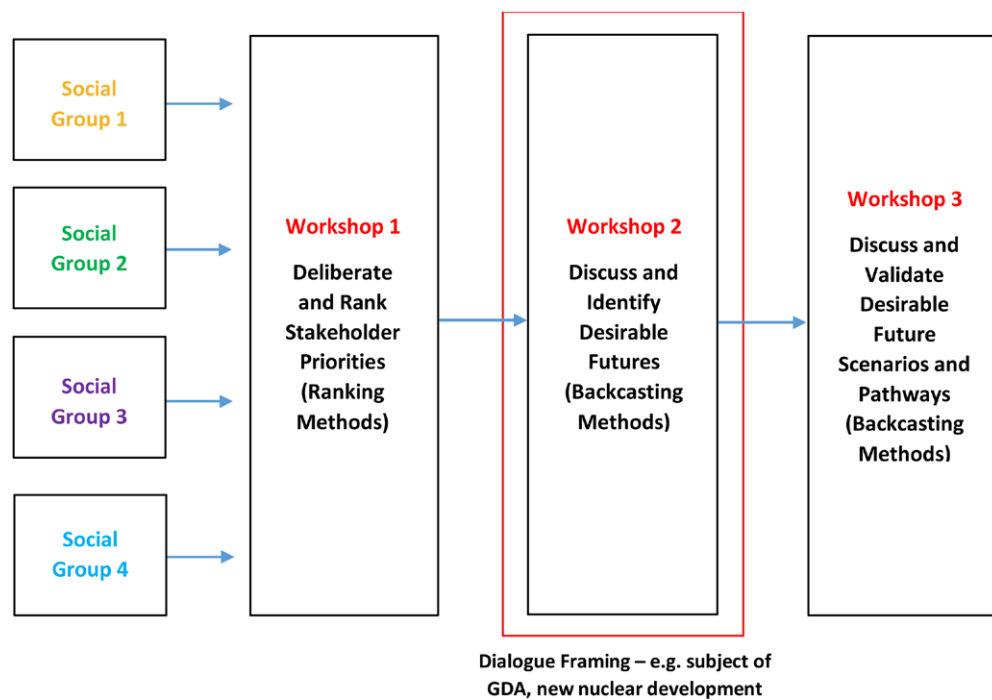 Social
Group 1
Social
Group 2
Social
Group 3
Social
Group 4
Workshop 1
Deliberate
and Rank
Stakeholder
Priorities
(Ranking
Methods)
Workshop 2
Discuss and
Identify
Desirable
Futures
(Backcasting
Methods)
Workshop 3
Discuss and
Validate
Desirable
Future
Scenarios and
Pathways
(Backcasting
Methods)
Dialogue Framing – e.g. subject of
GDA, new nuclear development